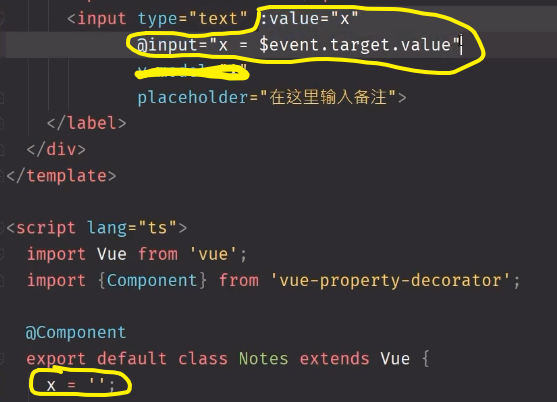 <input type="text" :value="x"
@input="x = $event.target.value"
placeholder="在这里输入备注">
</label>
</div>
</template>
<script lang="ts">
import Vue from 'vue';
import {Component} from 'vue-property-decorator';
@Component
export default class Notes extends Vue {
x = '';